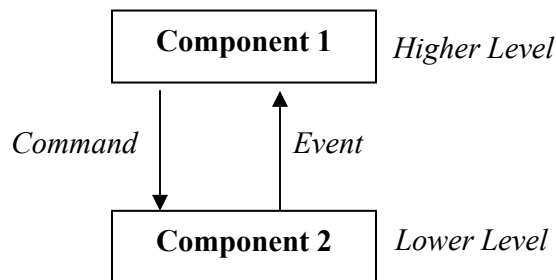 Component 1
Higher Level
Command
Event
Component 2
Lower Level